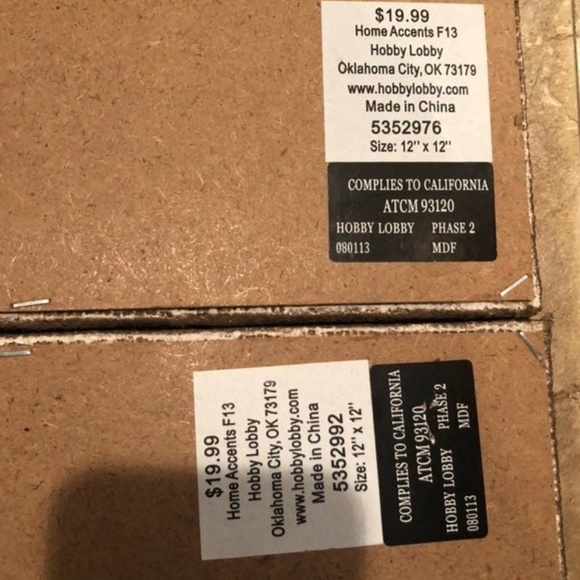 $19.99
Home Accents F13
Hobby Lobby
Oklahoma City, OK 73179
www.hobbylobby.com
Made in China
5352976
Size: 12" x 12"
COMPLIES TO CALIFORNIA
ATCM 93120
HOBBY LOBBY PHASE 2
080113 MDF
$19.99
Home Accents F13
Hobby Lobby
Oklahoma City, OK 73179
www.hobbylobby.com
Made in China
5352992
Size: 12" x 12"
COMPLIES TO CALIFORNIA
ATCM 93120
HOBBY LOBBY PHASE 2
080113 MDF